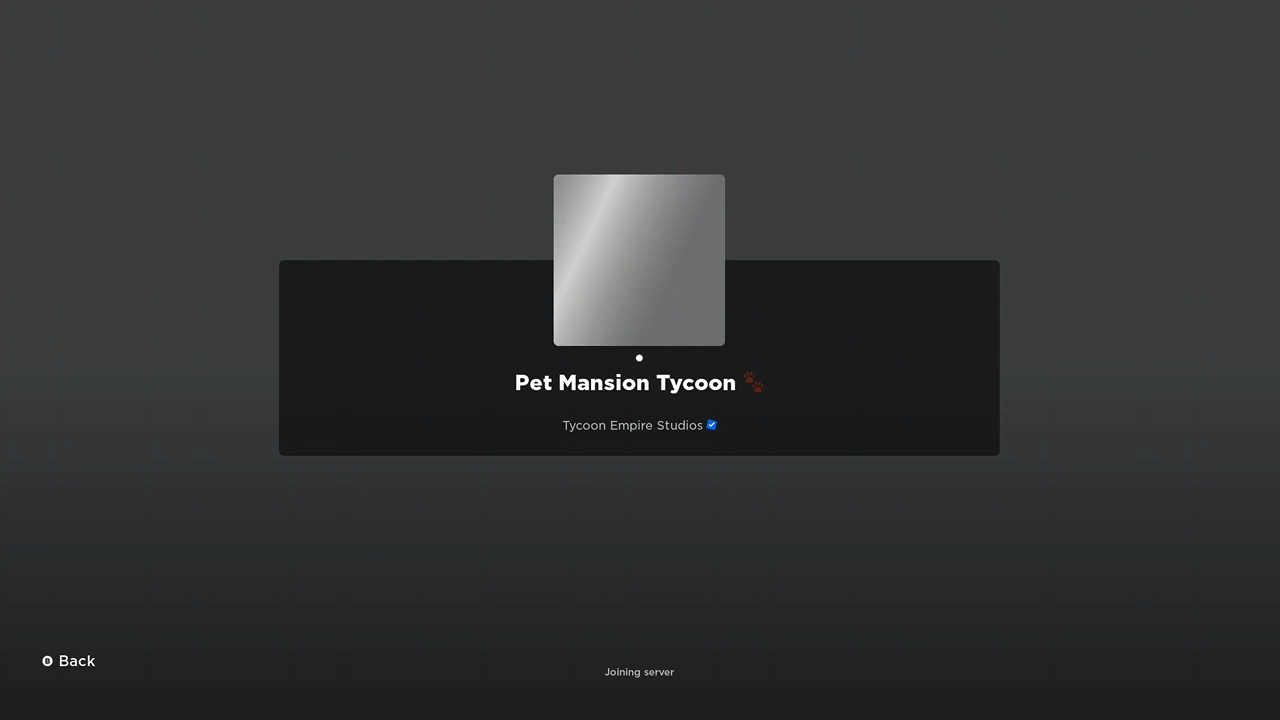 Pet Mansion Tycoon 🐾
Tycoon Empire Studios
B Back
Joining server